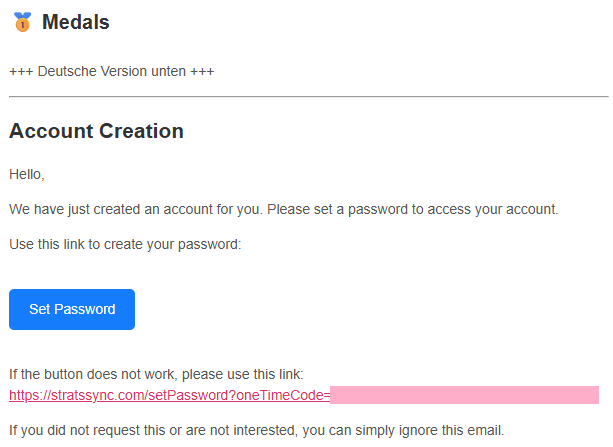 Medals
+++ Deutsche Version unten +++
Account Creation
Hello,
We have just created an account for you. Please set a password to access your account.
Use this link to create your password:
Set Password
If the button does not work, please use this link:
https://stratssync.com/setPassword?oneTimeCode=
If you did not request this or are not interested, you can simply ignore this email.